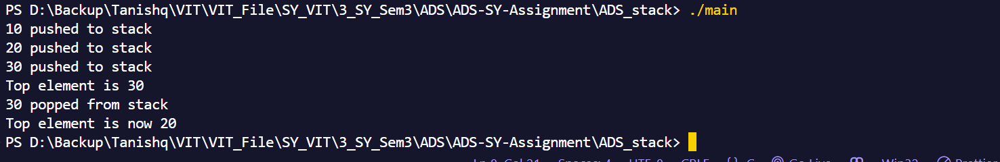 PS D:\Backup\Tanishq\VIT\VIT_File\SY_VIT\3_SY_Sem3\ADS\ADS-SY-Assignment\ADS_stack> ./main
10 pushed to stack
20 pushed to stack
30 pushed to stack
Top element is 30
30 popped from stack
Top element is now 20
PS D:\Backup\Tanishq\VIT\VIT_File\SY_VIT\3_SY_Sem3\ADS\ADS-SY-Assignment\ADS_stack>